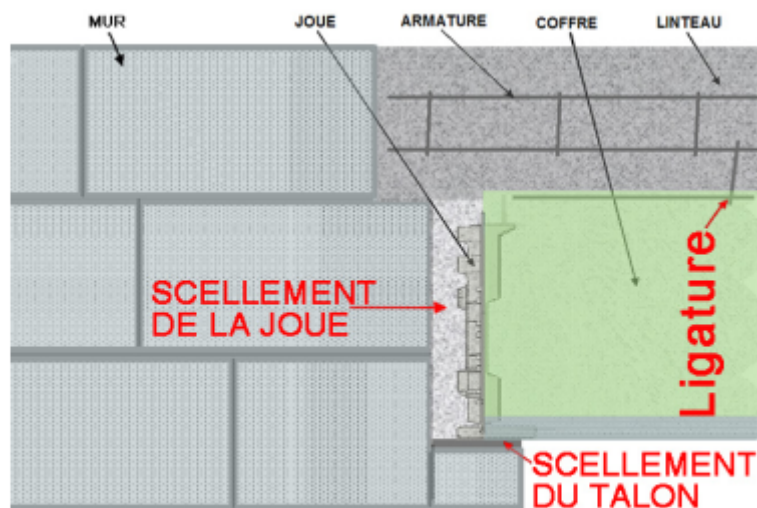 MUR
JOUE
ARMATURE
COFFRE
LINTEAU
SCELLEMENT
DE LA JOUE
Ligature
SCELLEMENT
DU TALON